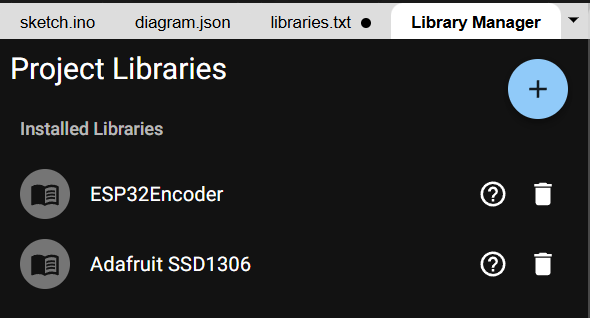 sketch.ino diagram.json libraries.txt ● Library Manager
Project Libraries
+
Installed Libraries
ESP32Encoder
Adafruit SSD1306